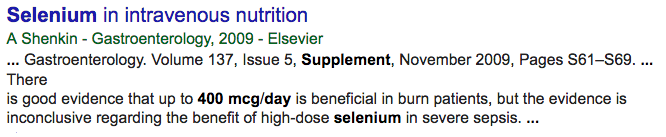 Selenium in intravenous nutrition
A Shenkin - Gastroenterology, 2009 - Elsevier
... Gastroenterology. Volume 137, Issue 5, Supplement, November 2009, Pages S61–S69. ...
There
is good evidence that up to 400 mcg/day is beneficial in burn patients, but the evidence is
inconclusive regarding the benefit of high-dose selenium in severe sepsis. ...